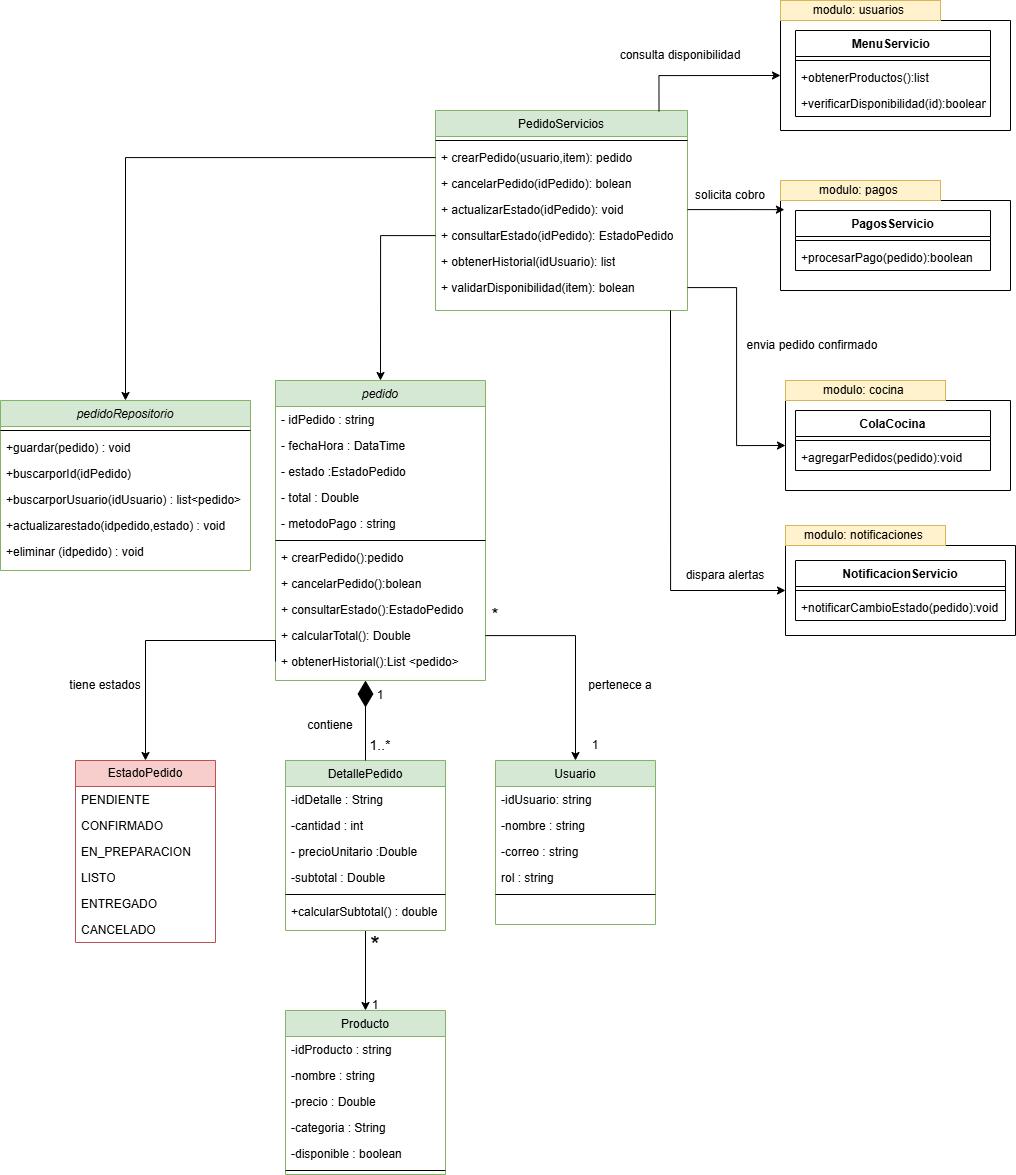 modulo: usuarios
MenuServicio
+obtenerProductos():list
+verificarDisponibilidad(id):boolean
consulta disponibilidad
PedidoServicios
+ crearPedido(usuario,item): pedido
+ cancelarPedido(idPedido): bolean
+ actualizarEstado(idPedido): void
+ consultarEstado(idPedido): EstadoPedido
+ obtenerHistorial(idUsuario): list
+ validarDisponibilidad(item): bolean
solicita cobro
modulo: pagos
PagosServicio
+procesarPago(pedido):boolean
envia pedido confirmado
modulo: cocina
ColaCocina
+agregarPedidos(pedido):void
dispara alertas
modulo: notificaciones
NotificacionServicio
+notificarCambioEstado(pedido):void
pedidoRepositorio
+guardar(pedido) : void
+buscarporId(idPedido)
+buscarporUsuario(idUsuario) : list<pedido>
+actualizarestado(idpedido,estado) : void
+eliminar (idpedido) : void
pedido
- idPedido : string
- fechaHora : DataTime
- estado :EstadoPedido
- total : Double
- metodoPago : string
+ crearPedido():pedido
+ cancelarPedido():bolean
+ consultarEstado():EstadoPedido
+ calcularTotal(): Double
+ obtenerHistorial():List <pedido>
*
tiene estados
1
contiene
1..*
pertenece a
1
EstadoPedido
PENDIENTE
CONFIRMADO
EN_PREPARACION
LISTO
ENTREGADO
CANCELADO
DetallePedido
-idDetalle : String
-cantidad : int
- precioUnitario :Double
-subtotal : Double
+calcularSubtotal() : double
Usuario
-idUsuario: string
-nombre : string
-correo : string
rol : string
*
1
Producto
-idProducto : string
-nombre : string
-precio : Double
-categoria : String
-disponible : boolean